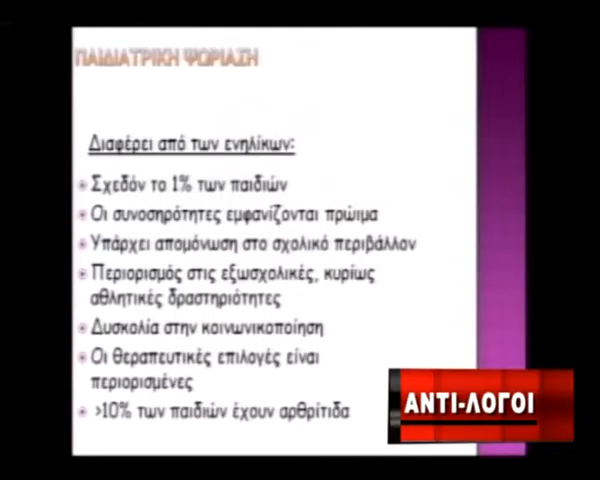 ΠΑΙΔΙΑΤΡΙΚΗ ΨΩΡΙΑΣΗ
Διαφέρει από των ενηλίκων:
Σχεδόν το 1% των παιδιών
Οι συνοσηρότητες εμφανίζονται πρώιμα
Υπάρχει απομόνωση στο σχολικό περιβάλλον
Περιορισμός στις εξωσχολικές, κυρίως
αθλητικές δραστηριότητες
Δυσκολία στην κοινωνικοποίηση
Οι θεραπευτικές επιλογές είναι
περιορισμένες
>10% των παιδιών έχουν αρθρίτιδα
ΑΝΤΙ-ΛΟΓΟΙ